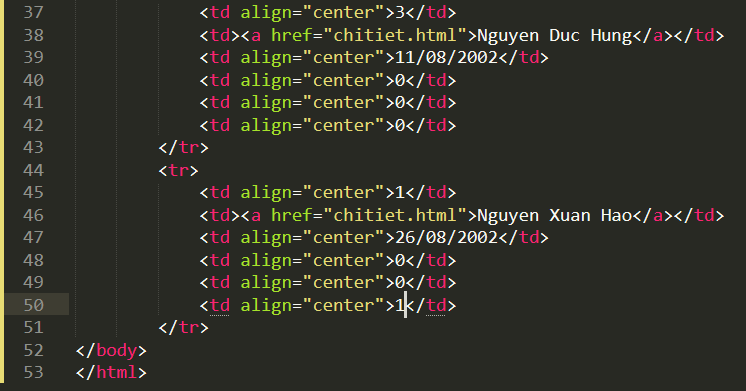 37 <td align="center">3</td>
38 <td><a href="chitiet.html">Nguyen Duc Hung</a></td>
39 <td align="center">11/08/2002</td>
40 <td align="center">0</td>
41 <td align="center">0</td>
42 <td align="center">0</td>
43 </tr>
44 <tr>
45 <td align="center">1</td>
46 <td><a href="chitiet.html">Nguyen Xuan Hao</a></td>
47 <td align="center">26/08/2002</td>
48 <td align="center">0</td>
49 <td align="center">0</td>
50 <td align="center">1</td>
51 </tr>
52 </body>
53 </html>